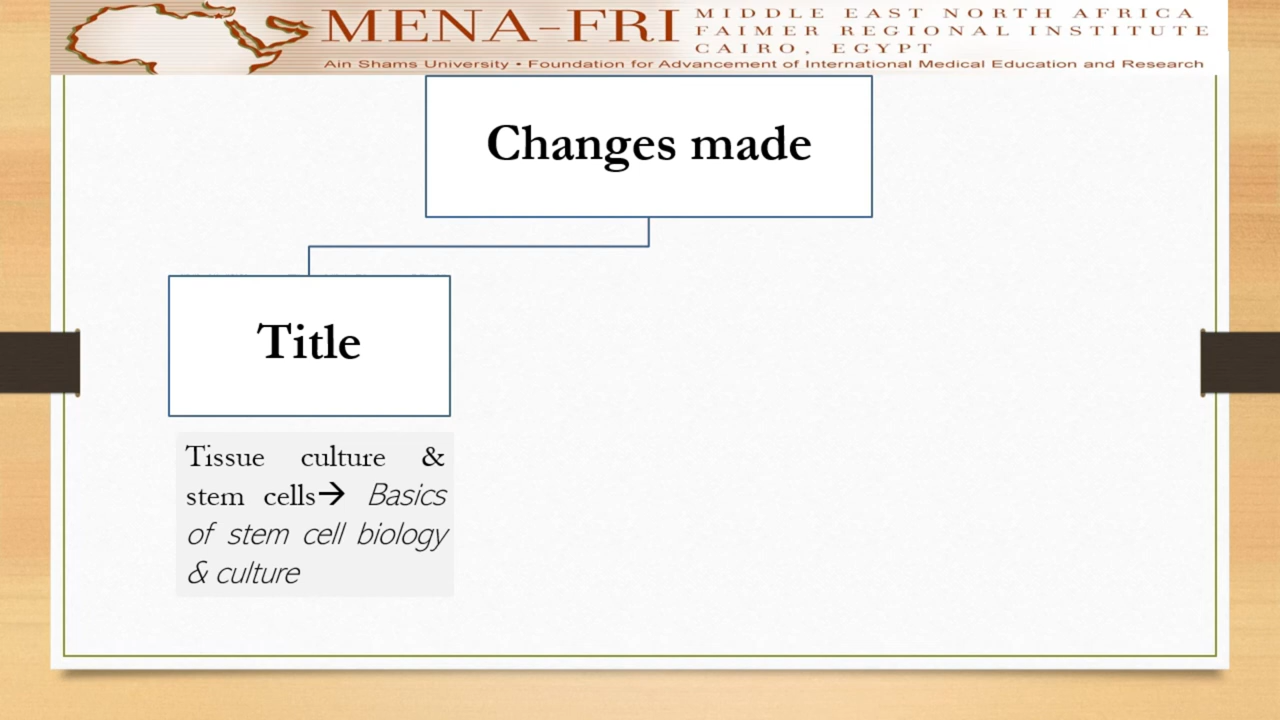 MENA-FRI
MIDDLE EAST NORTH AFRICA
FAIMER REGIONAL INSTITUTE
CAIRO, EGYPT
Ain Shams University • Foundation for Advancement of International Medical Education and Research
Changes made
Title
Tissue culture &
stem cells→ Basics
of stem cell biology
& culture